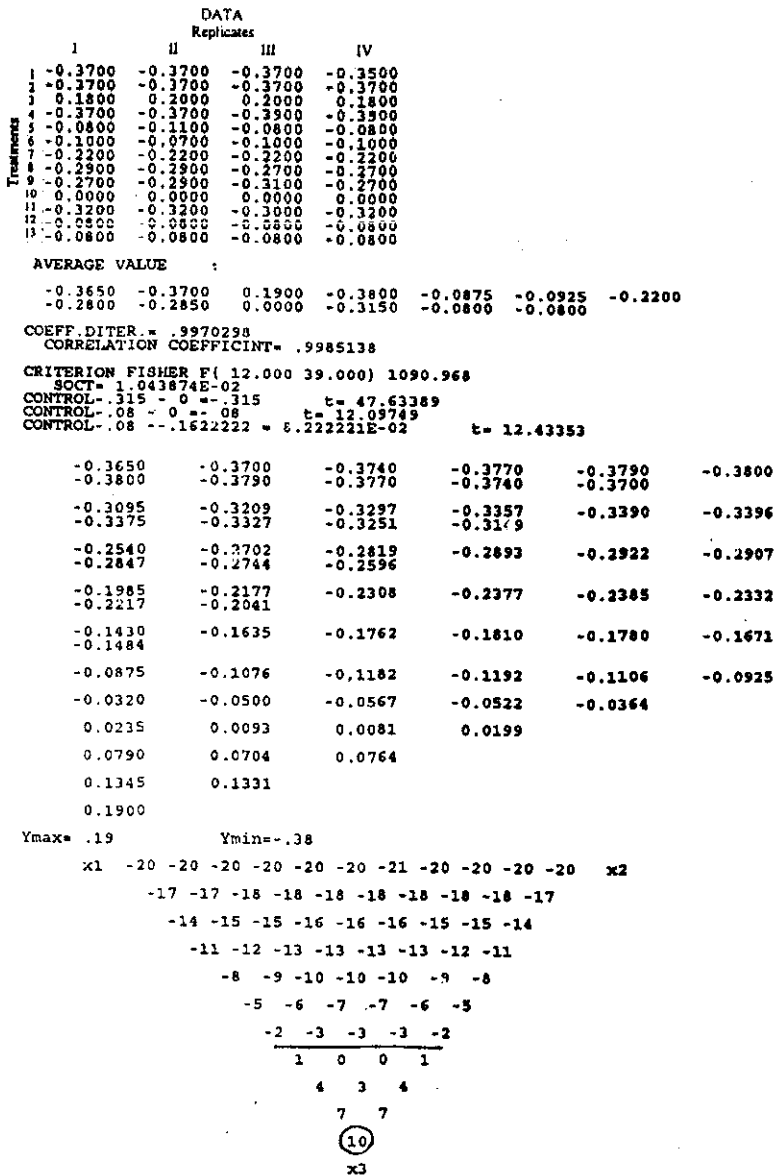 DATA
Replicates
I II III IV
Treatments
1 -0.3700 -0.3700 -0.3700 -0.3500
2 -0.3700 -0.3700 -0.3700 -0.3700
3 0.1800 0.2000 0.2000 0.1800
4 -0.3700 -0.3700 -0.3900 -0.3900
5 -0.0800 -0.1100 -0.0800 -0.0800
6 -0.1000 -0.0700 -0.1000 -0.1000
7 -0.2200 -0.2200 -0.2200 -0.2200
8 -0.2900 -0.2900 -0.2700 -0.2700
9 -0.2700 -0.2900 -0.3100 -0.2700
10 0.0000 0.0000 0.0000 0.0000
11 -0.3200 -0.3200 -0.3000 -0.3200
12 -0.0800 -0.0800 -0.0800 -0.0800
13 -0.0800 -0.0800 -0.0800 -0.0800
AVERAGE VALUE :
-0.3650 -0.3700 0.1900 -0.3800 -0.0875 -0.0925 -0.2200
-0.2800 -0.2850 0.0000 -0.3150 -0.0800 -0.0800
COEFF.DITER.= .9970298
CORRELATION COEFFICINT= .9985138
CRITERION FISHER F( 12.000 39.000) 1090.968
SOCT= 1.043874E-02
CONTROL-.315 - 0 =-.315 t= 47.63389
CONTROL-.08 - 0 =-.08 t= 12.09749
CONTROL-.08 --.1622222 = 8.222221E-02 t= 12.43353
-0.3650 -0.3700 -0.3740 -0.3770 -0.3790 -0.3800
-0.3800 -0.3790 -0.3770 -0.3740 -0.3700
-0.3095 -0.3209 -0.3297 -0.3357 -0.3390 -0.3396
-0.3375 -0.3327 -0.3251
-0.2540 -0.2702 -0.2819 -0.2893 -0.2922 -0.2907
-0.2847 -0.2744 -0.2596
-0.1985 -0.2177 -0.2308 -0.2377 -0.2385 -0.2332
-0.2217 -0.2041
-0.1430 -0.1635 -0.1762 -0.1810 -0.1780 -0.1671
-0.1484
-0.0875 -0.1076 -0.1182 -0.1192 -0.1106 -0.0925
-0.0320 -0.0500 -0.0567 -0.0522 -0.0364
0.0235 0.0093 0.0081 0.0199
0.0790 0.0704 0.0764
0.1345 0.1331
0.1900
Ymax= .19 Ymin=-.38
x1 -20 -20 -20 -20 -20 -20 -21 -20 -20 -20 -20 x2
-17 -17 -18 -18 -18 -18 -18 -18 -18 -17
-14 -15 -15 -16 -16 -16 -15 -15 -14
-11 -12 -13 -13 -13 -13 -12 -11
-8 -9 -10 -10 -10 -9 -8
-5 -6 -7 -7 -6 -5
-2 -3 -3 -3 -2
1 0 0 1
4 3 4
7 7
10
x3